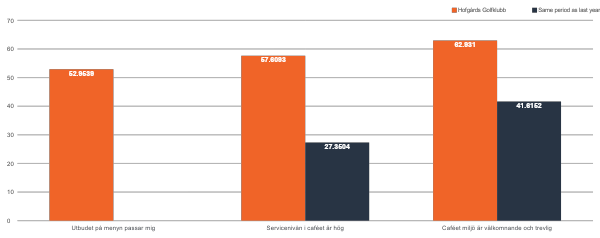 Hofgårds Golfklubb
Same period as last year
70
60
50
40
30
20
10
0
52.9539
57.6093
27.3504
62.931
41.6152
Utbudet på menyn passar mig
Servicenivån i caféet är hög
Caféet miljö är välkomnande och trevlig